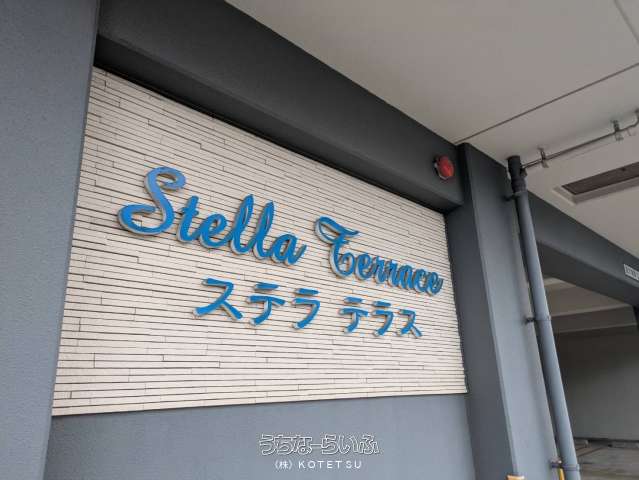 Stella Terrace
ステラ テラス
うちなーらいふ
(株) KOTETSU